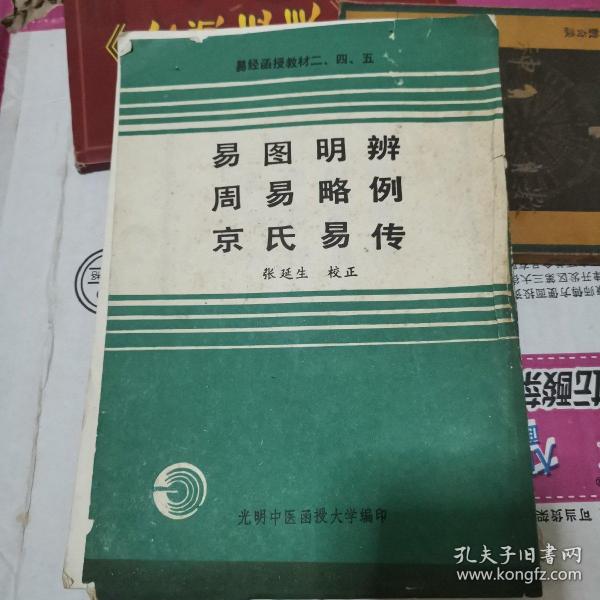 易经函授教材二、四、五
易图明辨
周易略例
京氏易传
张延生 校正
光明中医函授大学编印
孔夫子旧书网
www.kongfz.com